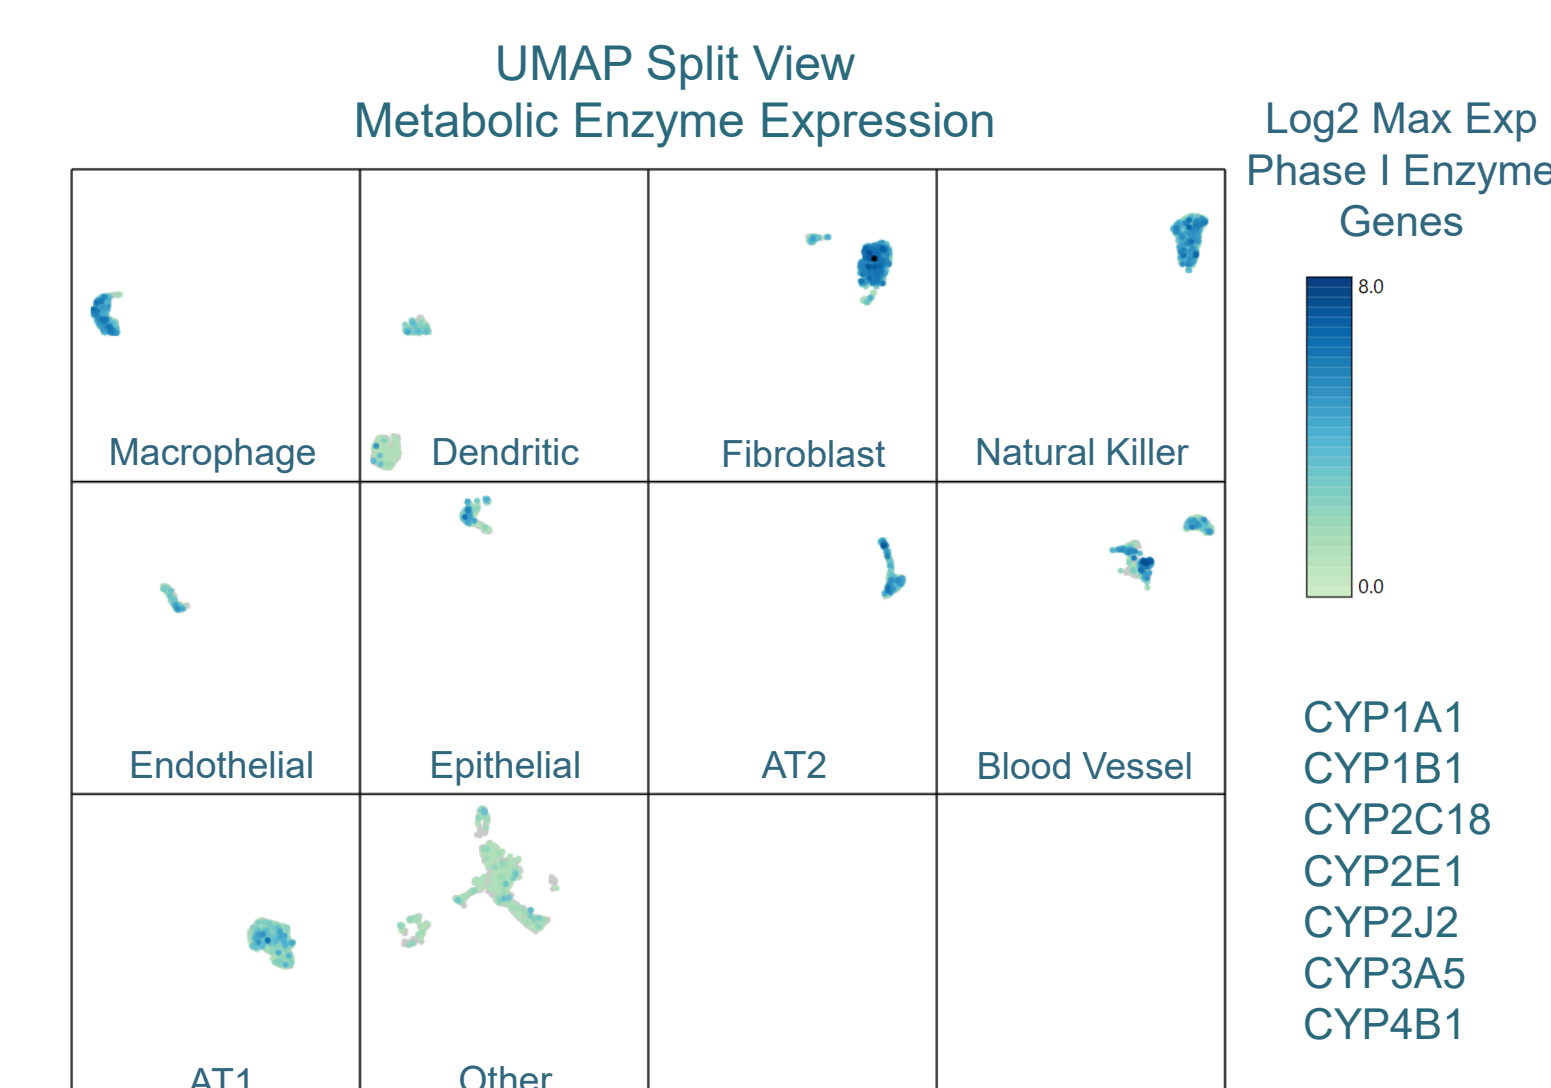 UMAP Split View
Metabolic Enzyme Expression
Log2 Max Exp
Phase I Enzyme
Genes
8.0
0.0
Macrophage
Dendritic
Fibroblast
Natural Killer
Endothelial
Epithelial
AT2
Blood Vessel
AT1
Other
CYP1A1
CYP1B1
CYP2C18
CYP2E1
CYP2J2
CYP3A5
CYP4B1